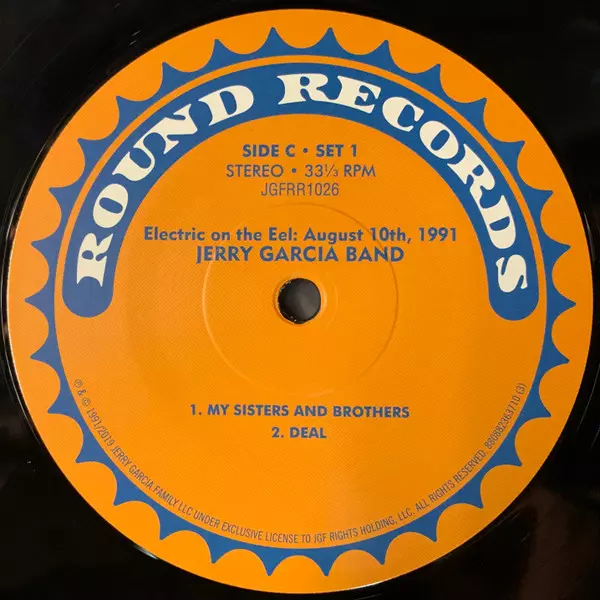 ROUND RECORDS
SIDE C • SET 1
STEREO • 33⅓ RPM
JGFRR1026
Electric on the Eel: August 10th, 1991
JERRY GARCIA BAND
1. MY SISTERS AND BROTHERS
2. DEAL
℗ & © 1991/2019 JERRY GARCIA FAMILY LLC UNDER EXCLUSIVE LICENSE TO JGF RIGHTS HOLDING, LLC. ALL RIGHTS RESERVED. 880882363710 (3)